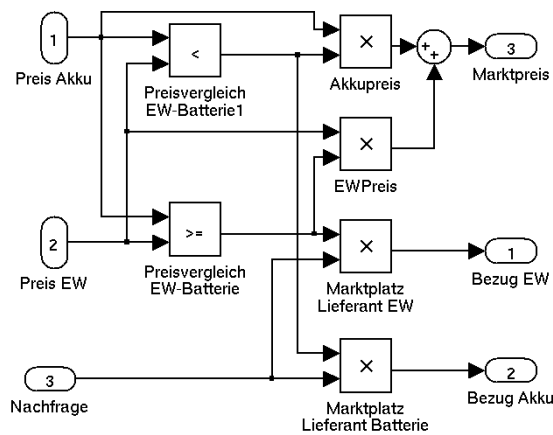 1
Preis Akku
<
Preisvergleich
EW-Batterie1
×
Akkupreis
+
+
3
Marktpreis
×
EWPreis
2
Preis EW
>=
Preisvergleich
EW-Batterie
×
Marktplatz
Lieferant EW
1
Bezug EW
3
Nachfrage
×
Marktplatz
Lieferant Batterie
2
Bezug Akku